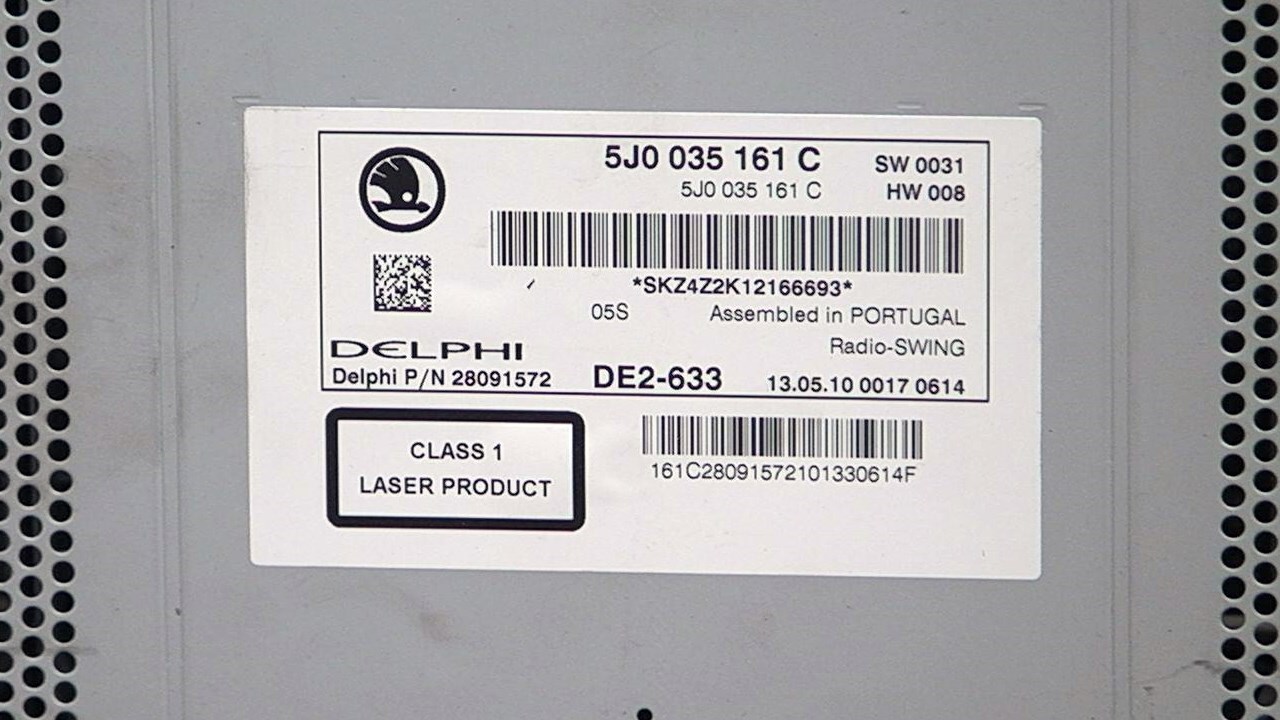 5J0 035 161 C
SW 0031
5J0 035 161 C
HW 008
*SKZ4Z2K12166693*
05S
Assembled in PORTUGAL
Radio-SWING
DELPHI
Delphi P/N 28091572
DE2-633
13.05.10 0017 0614
CLASS 1
LASER PRODUCT
161C28091572101330614F